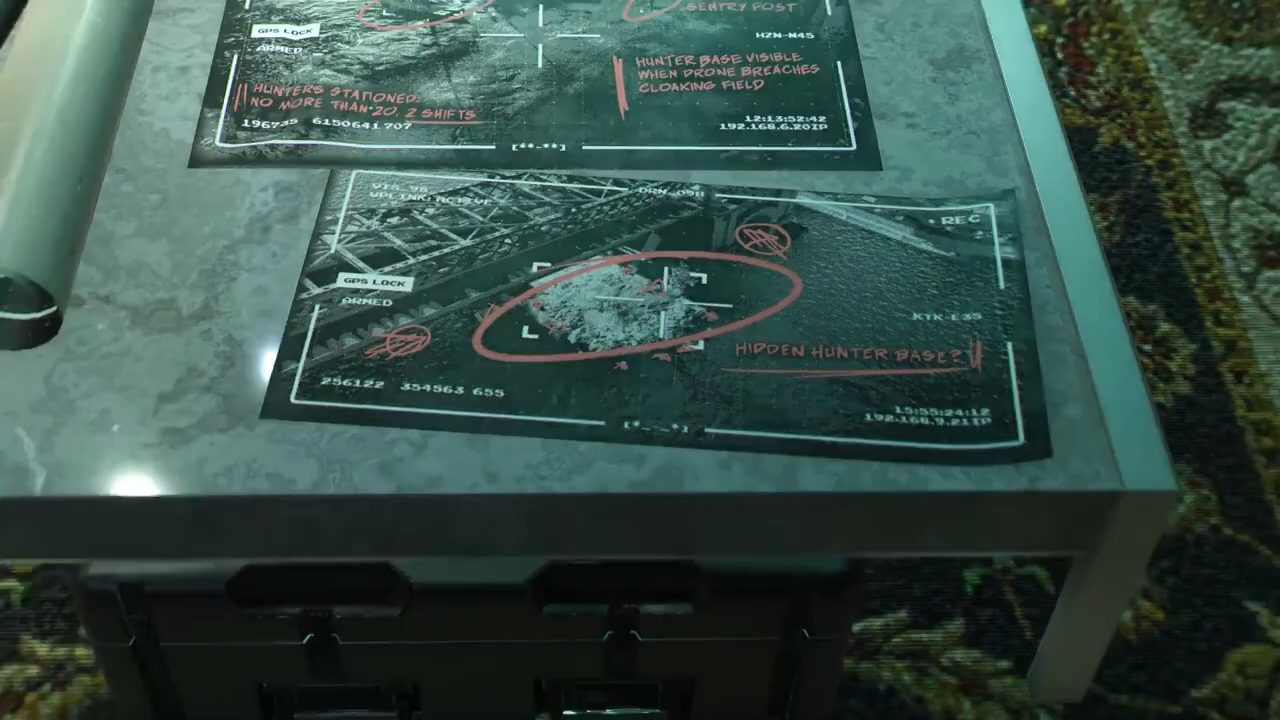 SENTRY POST
GPS LOCK
ARMED
HZN-N45
HUNTER BASE VISIBLE
WHEN DRONE BREACHES
CLOAKING FIELD
HUNTERS STATIONED:
NO MORE THAN 20, 2 SHIFTS
196735 6150641 707
12:13:52:42
192.168.6.20IP
[**-**]
UPLINK:ACTIVE
DRN-09B
• REC
GPS LOCK
ARMED
KTK-E35
HIDDEN HUNTER BASE?
256122 354563 655
15:55:24:12
192.168.9.21IP
[*-_-*]